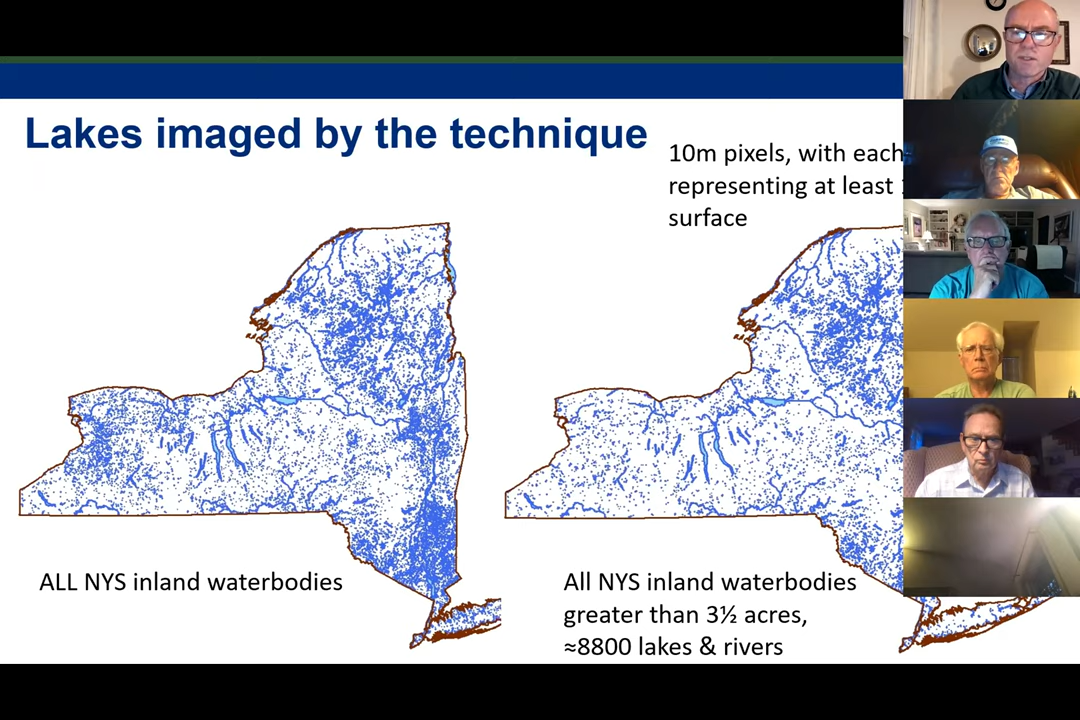 Lakes imaged by the technique
10m pixels, with each
representing at least
surface
ALL NYS inland waterbodies
All NYS inland waterbodies
greater than 3½ acres,
≈8800 lakes & rivers